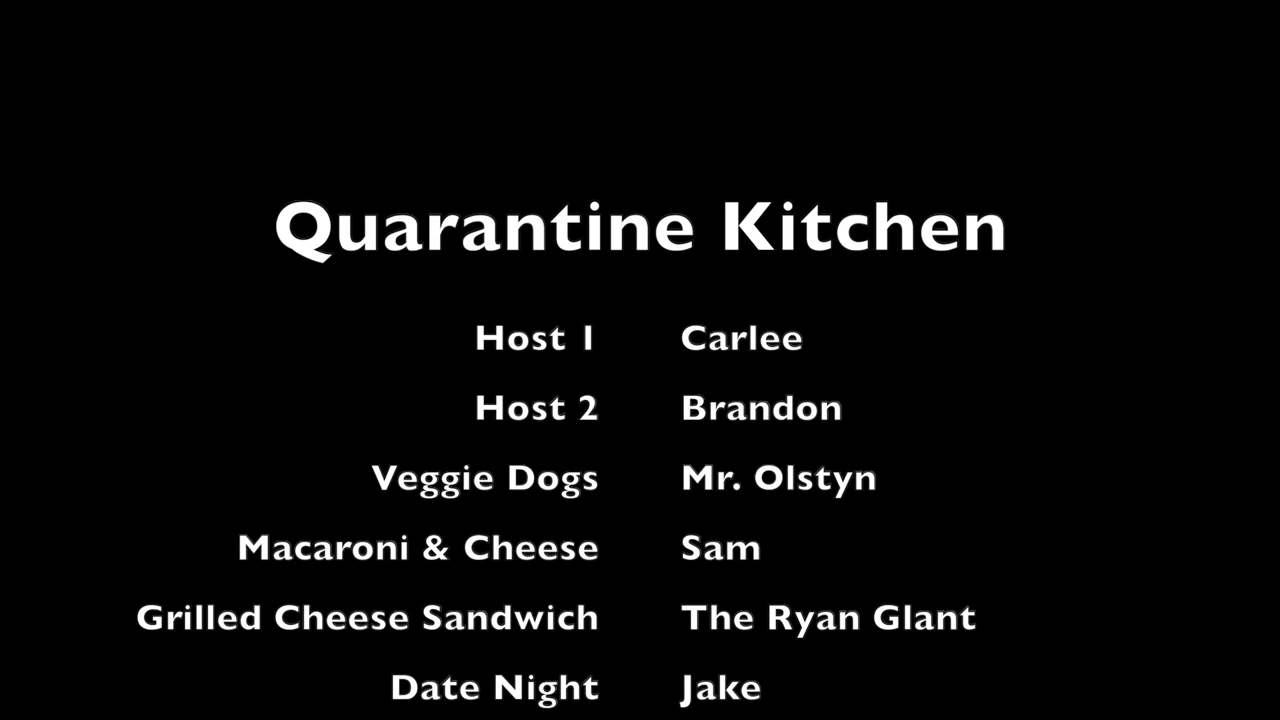 Quarantine Kitchen
Host 1 Carlee
Host 2 Brandon
Veggie Dogs Mr. Olstyn
Macaroni & Cheese Sam
Grilled Cheese Sandwich The Ryan Glant
Date Night Jake